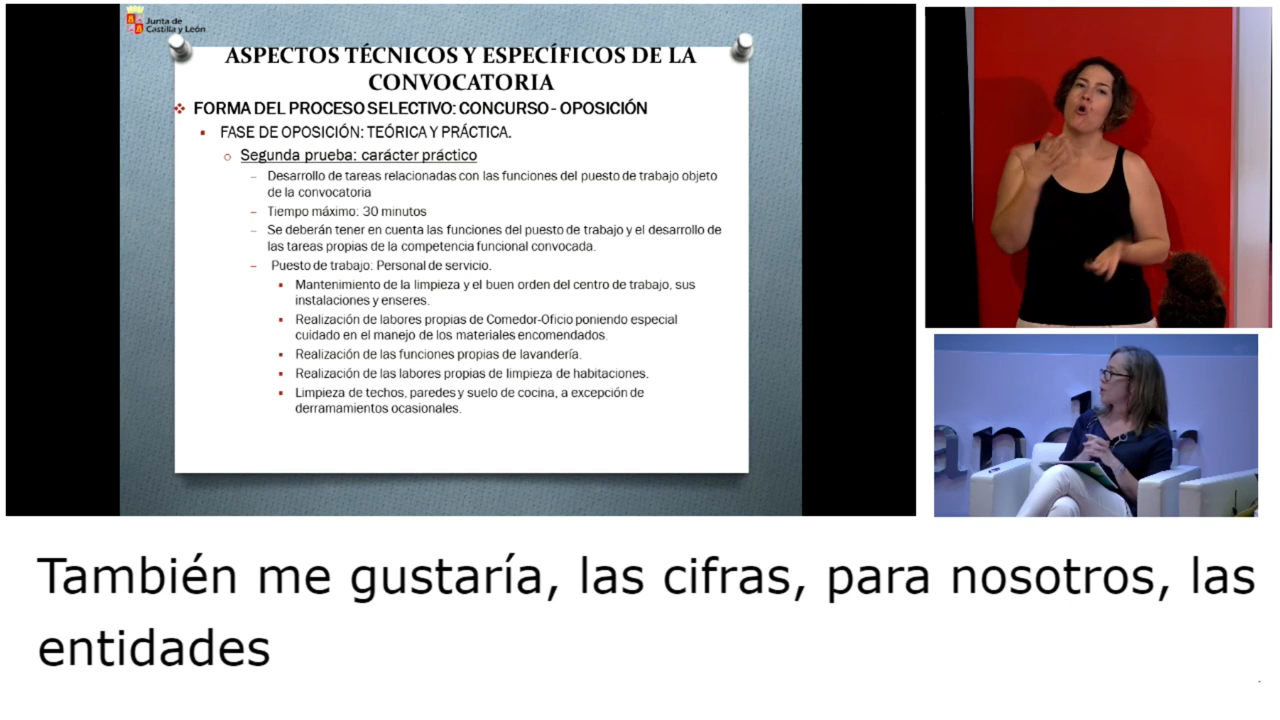 Junta de
Castilla y León
ASPECTOS TÉCNICOS Y ESPECÍFICOS DE LA
CONVOCATORIA
FORMA DEL PROCESO SELECTIVO: CONCURSO - OPOSICIÓN
FASE DE OPOSICIÓN: TEÓRICA Y PRÁCTICA.
Segunda prueba: carácter práctico
Desarrollo de tareas relacionadas con las funciones del puesto de trabajo objeto
de la convocatoria
Tiempo máximo: 30 minutos
Se deberán tener en cuenta las funciones del puesto de trabajo y el desarrollo de
las tareas propias de la competencia funcional convocada.
Puesto de trabajo: Personal de servicio.
Mantenimiento de la limpieza y el buen orden del centro de trabajo, sus
instalaciones y enseres.
Realización de labores propias de Comedor-Oficio poniendo especial
cuidado en el manejo de los materiales encomendados.
Realización de las funciones propias de lavandería.
Realización de las labores propias de limpieza de habitaciones.
Limpieza de techos, paredes y suelo de cocina, a excepción de
derramamientos ocasionales.
También me gustaría, las cifras, para nosotros, las
entidades